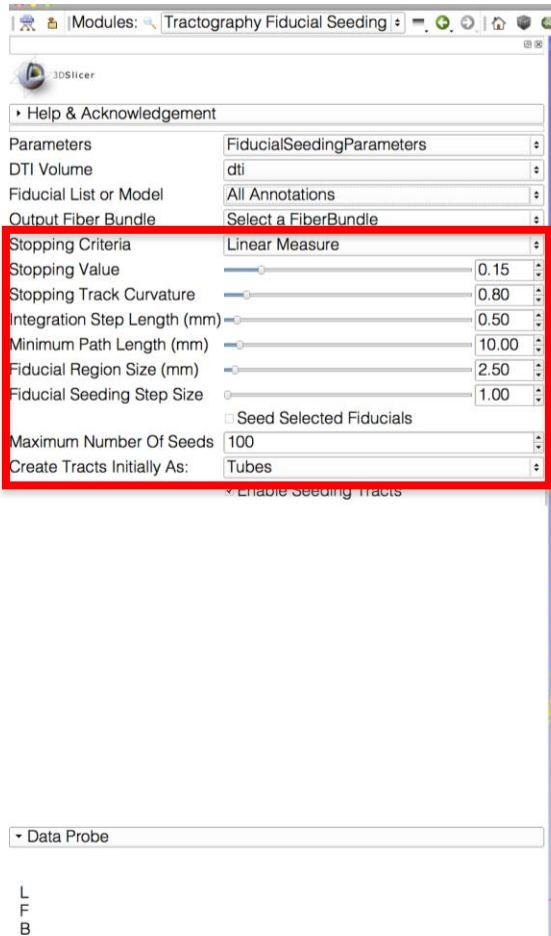 Modules: Tractography Fiducial Seeding
3DSlicer
Help & Acknowledgement
Parameters FiducialSeedingParameters
DTI Volume dti
Fiducial List or Model All Annotations
Output Fiber Bundle Select a FiberBundle
Stopping Criteria Linear Measure
Stopping Value 0.15
Stopping Track Curvature 0.80
Integration Step Length (mm) 0.50
Minimum Path Length (mm) 10.00
Fiducial Region Size (mm) 2.50
Fiducial Seeding Step Size 1.00
Seed Selected Fiducials
Maximum Number Of Seeds 100
Create Tracts Initially As: Tubes
Enable Seeding Tracts
Data Probe
L
F
B